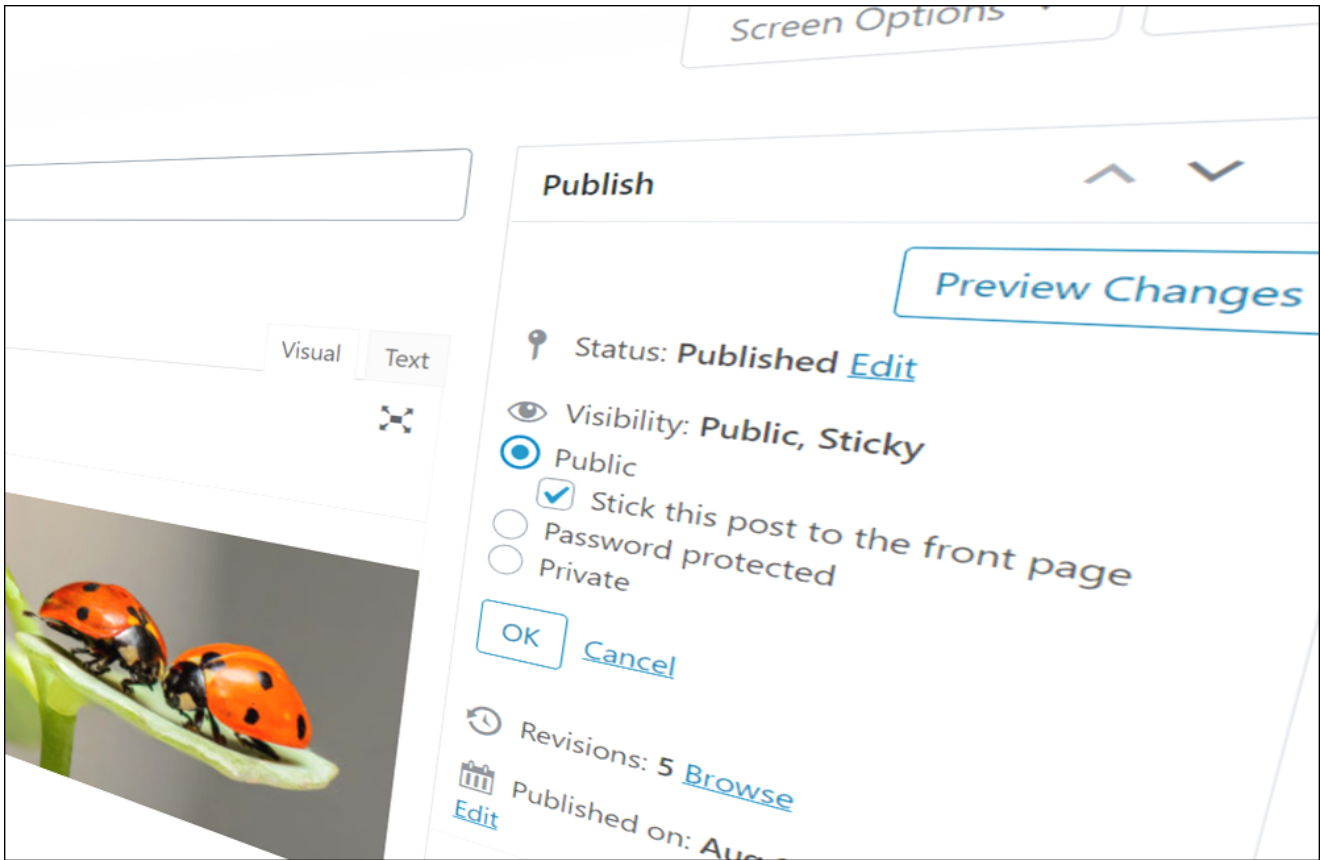 Screen Options
Publish
Preview Changes
Visual
Text
Status: Published Edit
Visibility: Public, Sticky
Public
Stick this post to the front page
Password protected
Private
OK
Cancel
Revisions: 5 Browse
Published on:
Edit